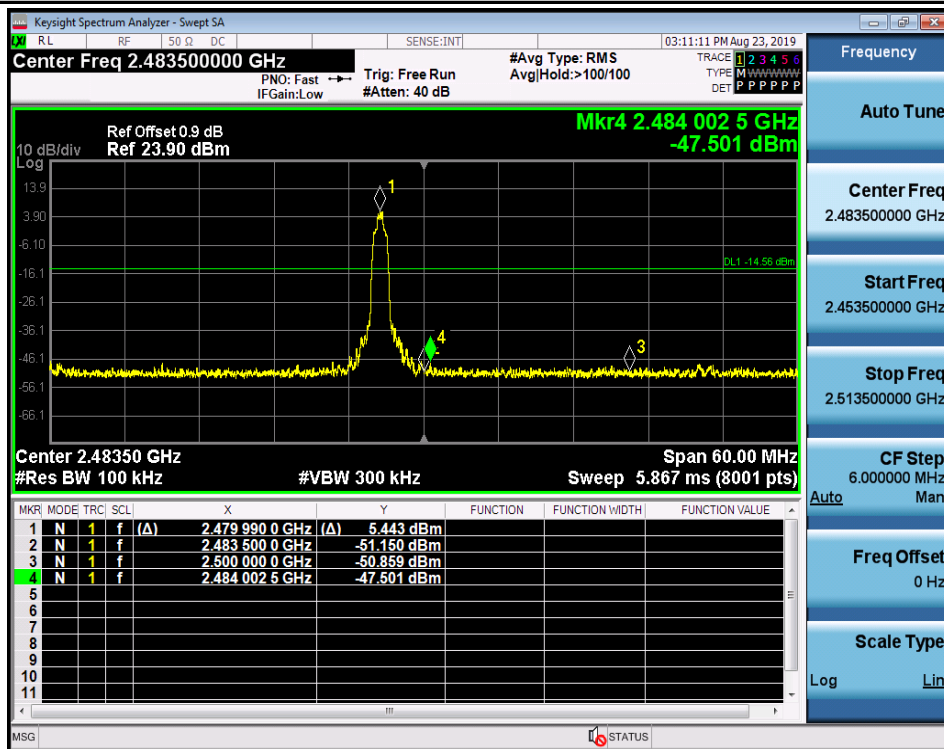 Keysight Spectrum Analyzer - Swept SA
LXI RL RF 50 Ω DC SENSE:INT 03:11:11 PM Aug 23, 2019
Center Freq 2.483500000 GHz
PNO: Fast
IFGain:Low
Trig: Free Run
#Atten: 40 dB
#Avg Type: RMS
Avg|Hold:>100/100
TRACE 1 2 3 4 5 6
TYPE M WWWWW
DET P P P P P P
Ref Offset 0.9 dB
10 dB/div Ref 23.90 dBm
Log
Mkr4 2.484 002 5 GHz
-47.501 dBm
13.9
3.90
-6.10
-16.1
-26.1
-36.1
-46.1
-56.1
-66.1
1
DL1 -14.56 dBm
4
3
Center 2.48350 GHz Span 60.00 MHz
#Res BW 100 kHz #VBW 300 kHz Sweep 5.867 ms (8001 pts)
MKR MODE TRC SCL X Y FUNCTION FUNCTION WIDTH FUNCTION VALUE
1 N 1 f (Δ) 2.479 990 0 GHz (Δ) 5.443 dBm
2 N 1 f 2.483 500 0 GHz -51.150 dBm
3 N 1 f 2.500 000 0 GHz -50.859 dBm
4 N 1 f 2.484 002 5 GHz -47.501 dBm
5
6
7
8
9
10
11
MSG STATUS
Frequency
Auto Tune
Center Freq
2.483500000 GHz
Start Freq
2.453500000 GHz
Stop Freq
2.513500000 GHz
CF Step
6.000000 MHz
Auto Man
Freq Offset
0 Hz
Scale Type
Log Lin